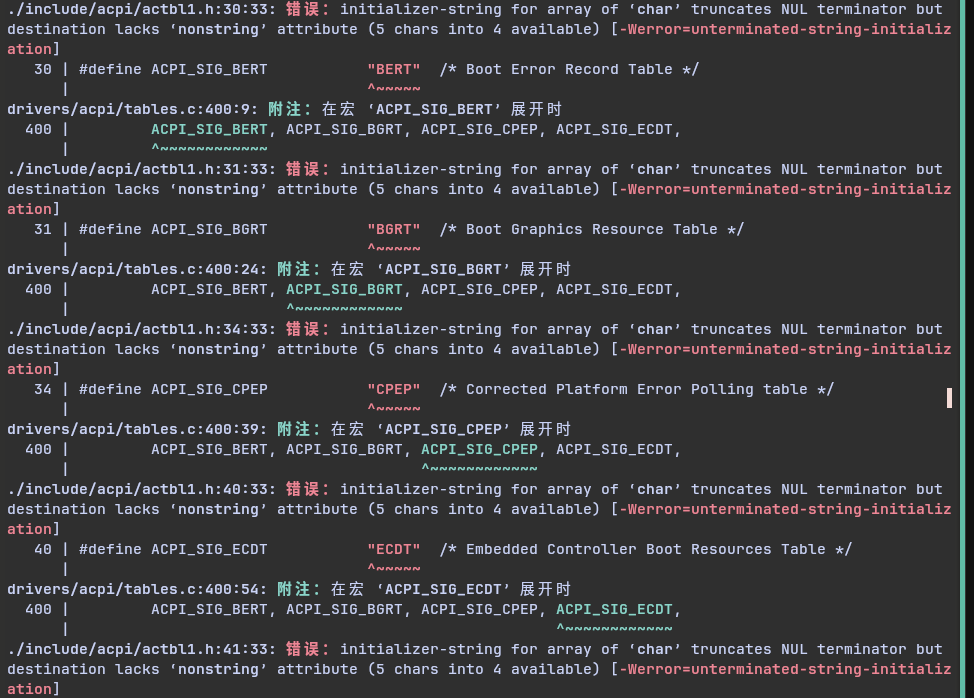 ./include/acpi/actbl1.h:30:33: 错误：initializer-string for array of ‘char’ truncates NUL terminator but
destination lacks ‘nonstring’ attribute (5 chars into 4 available) [-Werror=unterminated-string-initializ
ation]
   30 | #define ACPI_SIG_BERT           "BERT"  /* Boot Error Record Table */
      |                                 ^~~~~~
drivers/acpi/tables.c:400:9: 附注：在宏 ‘ACPI_SIG_BERT’ 展开时
  400 |         ACPI_SIG_BERT, ACPI_SIG_BGRT, ACPI_SIG_CPEP, ACPI_SIG_ECDT,
      |         ^~~~~~~~~~~~~
./include/acpi/actbl1.h:31:33: 错误：initializer-string for array of ‘char’ truncates NUL terminator but
destination lacks ‘nonstring’ attribute (5 chars into 4 available) [-Werror=unterminated-string-initializ
ation]
   31 | #define ACPI_SIG_BGRT           "BGRT"  /* Boot Graphics Resource Table */
      |                                 ^~~~~~
drivers/acpi/tables.c:400:24: 附注：在宏 ‘ACPI_SIG_BGRT’ 展开时
  400 |         ACPI_SIG_BERT, ACPI_SIG_BGRT, ACPI_SIG_CPEP, ACPI_SIG_ECDT,
      |                        ^~~~~~~~~~~~~
./include/acpi/actbl1.h:34:33: 错误：initializer-string for array of ‘char’ truncates NUL terminator but
destination lacks ‘nonstring’ attribute (5 chars into 4 available) [-Werror=unterminated-string-initializ
ation]
   34 | #define ACPI_SIG_CPEP           "CPEP"  /* Corrected Platform Error Polling table */
      |                                 ^~~~~~
drivers/acpi/tables.c:400:39: 附注：在宏 ‘ACPI_SIG_CPEP’ 展开时
  400 |         ACPI_SIG_BERT, ACPI_SIG_BGRT, ACPI_SIG_CPEP, ACPI_SIG_ECDT,
      |                                       ^~~~~~~~~~~~~
./include/acpi/actbl1.h:40:33: 错误：initializer-string for array of ‘char’ truncates NUL terminator but
destination lacks ‘nonstring’ attribute (5 chars into 4 available) [-Werror=unterminated-string-initializ
ation]
   40 | #define ACPI_SIG_ECDT           "ECDT"  /* Embedded Controller Boot Resources Table */
      |                                 ^~~~~~
drivers/acpi/tables.c:400:54: 附注：在宏 ‘ACPI_SIG_ECDT’ 展开时
  400 |         ACPI_SIG_BERT, ACPI_SIG_BGRT, ACPI_SIG_CPEP, ACPI_SIG_ECDT,
      |                                                      ^~~~~~~~~~~~~
./include/acpi/actbl1.h:41:33: 错误：initializer-string for array of ‘char’ truncates NUL terminator but
destination lacks ‘nonstring’ attribute (5 chars into 4 available) [-Werror=unterminated-string-initializ
ation]